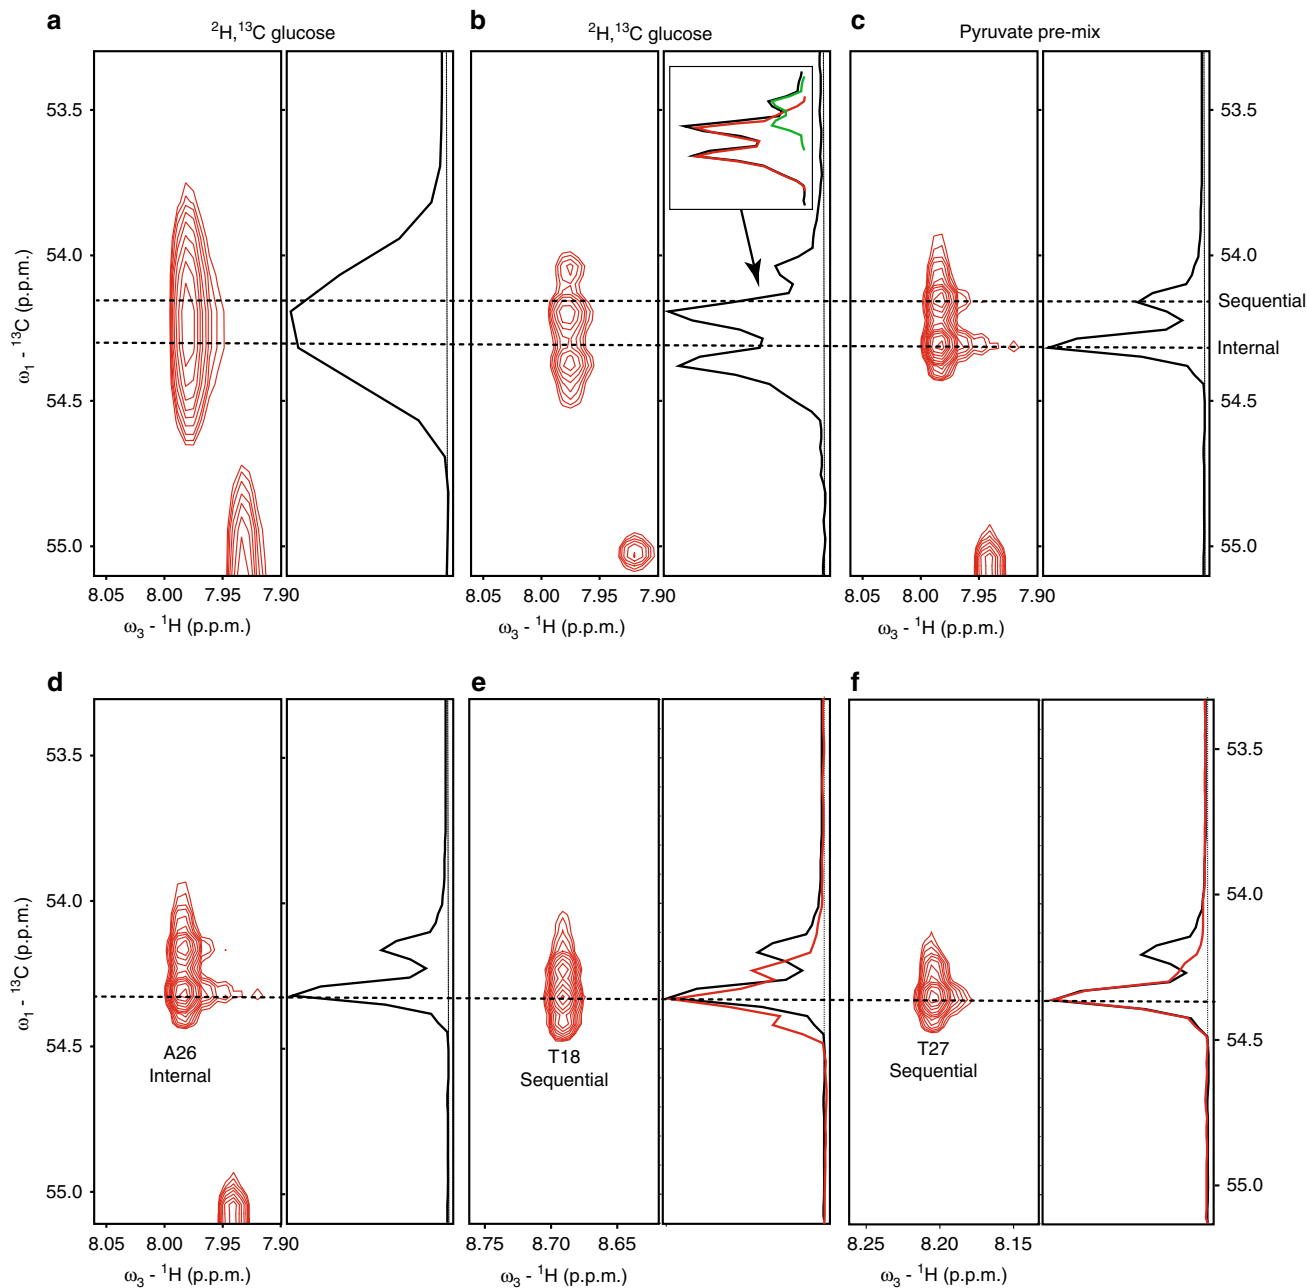 a
²H,¹³C glucose
b
²H,¹³C glucose
c
Pyruvate pre-mix
ω₁ - ¹³C (p.p.m.)
53.5
54.0
54.5
55.0
53.5
54.0
Sequential
Internal
54.5
55.0
8.05 8.00 7.95 7.90
8.05 8.00 7.95 7.90
8.05 8.00 7.95 7.90
ω₃ - ¹H (p.p.m.)
ω₃ - ¹H (p.p.m.)
ω₃ - ¹H (p.p.m.)
d
e
f
ω₁ - ¹³C (p.p.m.)
53.5
54.0
54.5
55.0
A26
Internal
T18
Sequential
T27
Sequential
53.5
54.0
54.5
55.0
8.05 8.00 7.95 7.90
8.75 8.70 8.65
8.25 8.20 8.15
ω₃ - ¹H (p.p.m.)
ω₃ - ¹H (p.p.m.)
ω₃ - ¹H (p.p.m.)